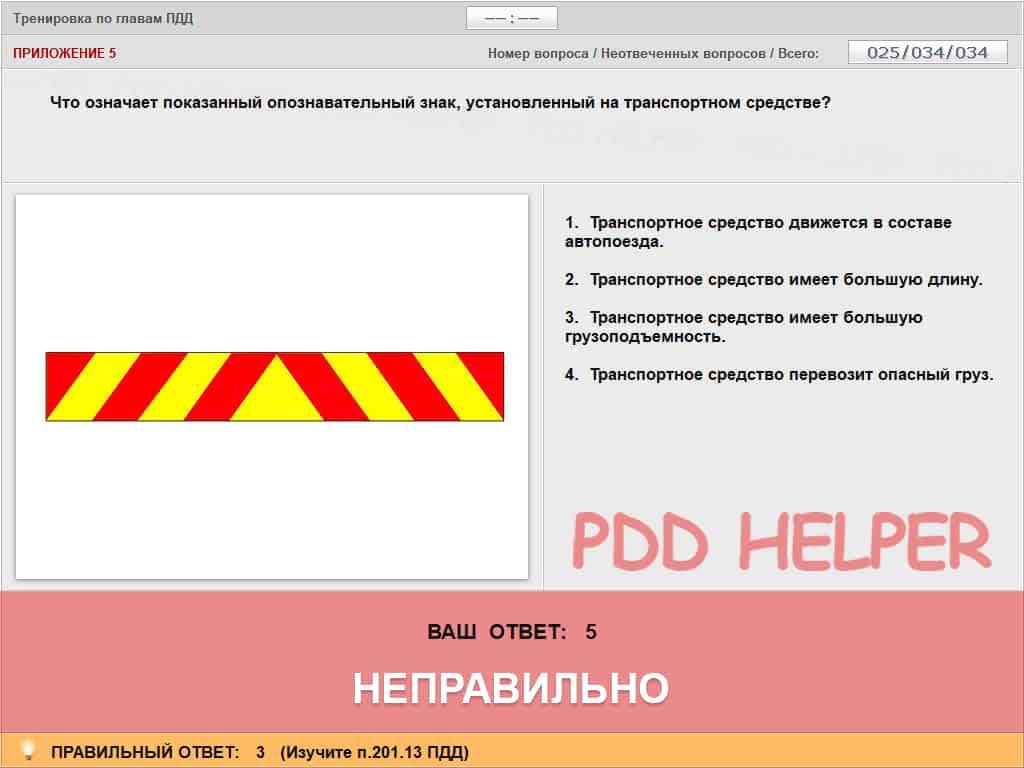 Тренировка по главам ПДД
–– : ––
ПРИЛОЖЕНИЕ 5
Номер вопроса / Неотвеченных вопросов / Всего:
025/034/034
Что означает показанный опознавательный знак, установленный на транспортном средстве?
1. Транспортное средство движется в составе
автопоезда.
2. Транспортное средство имеет большую длину.
3. Транспортное средство имеет большую
грузоподъемность.
4. Транспортное средство перевозит опасный груз.
PDD HELPER
ВАШ ОТВЕТ: 5
НЕПРАВИЛЬНО
ПРАВИЛЬНЫЙ ОТВЕТ: 3 (Изучите п.201.13 ПДД)